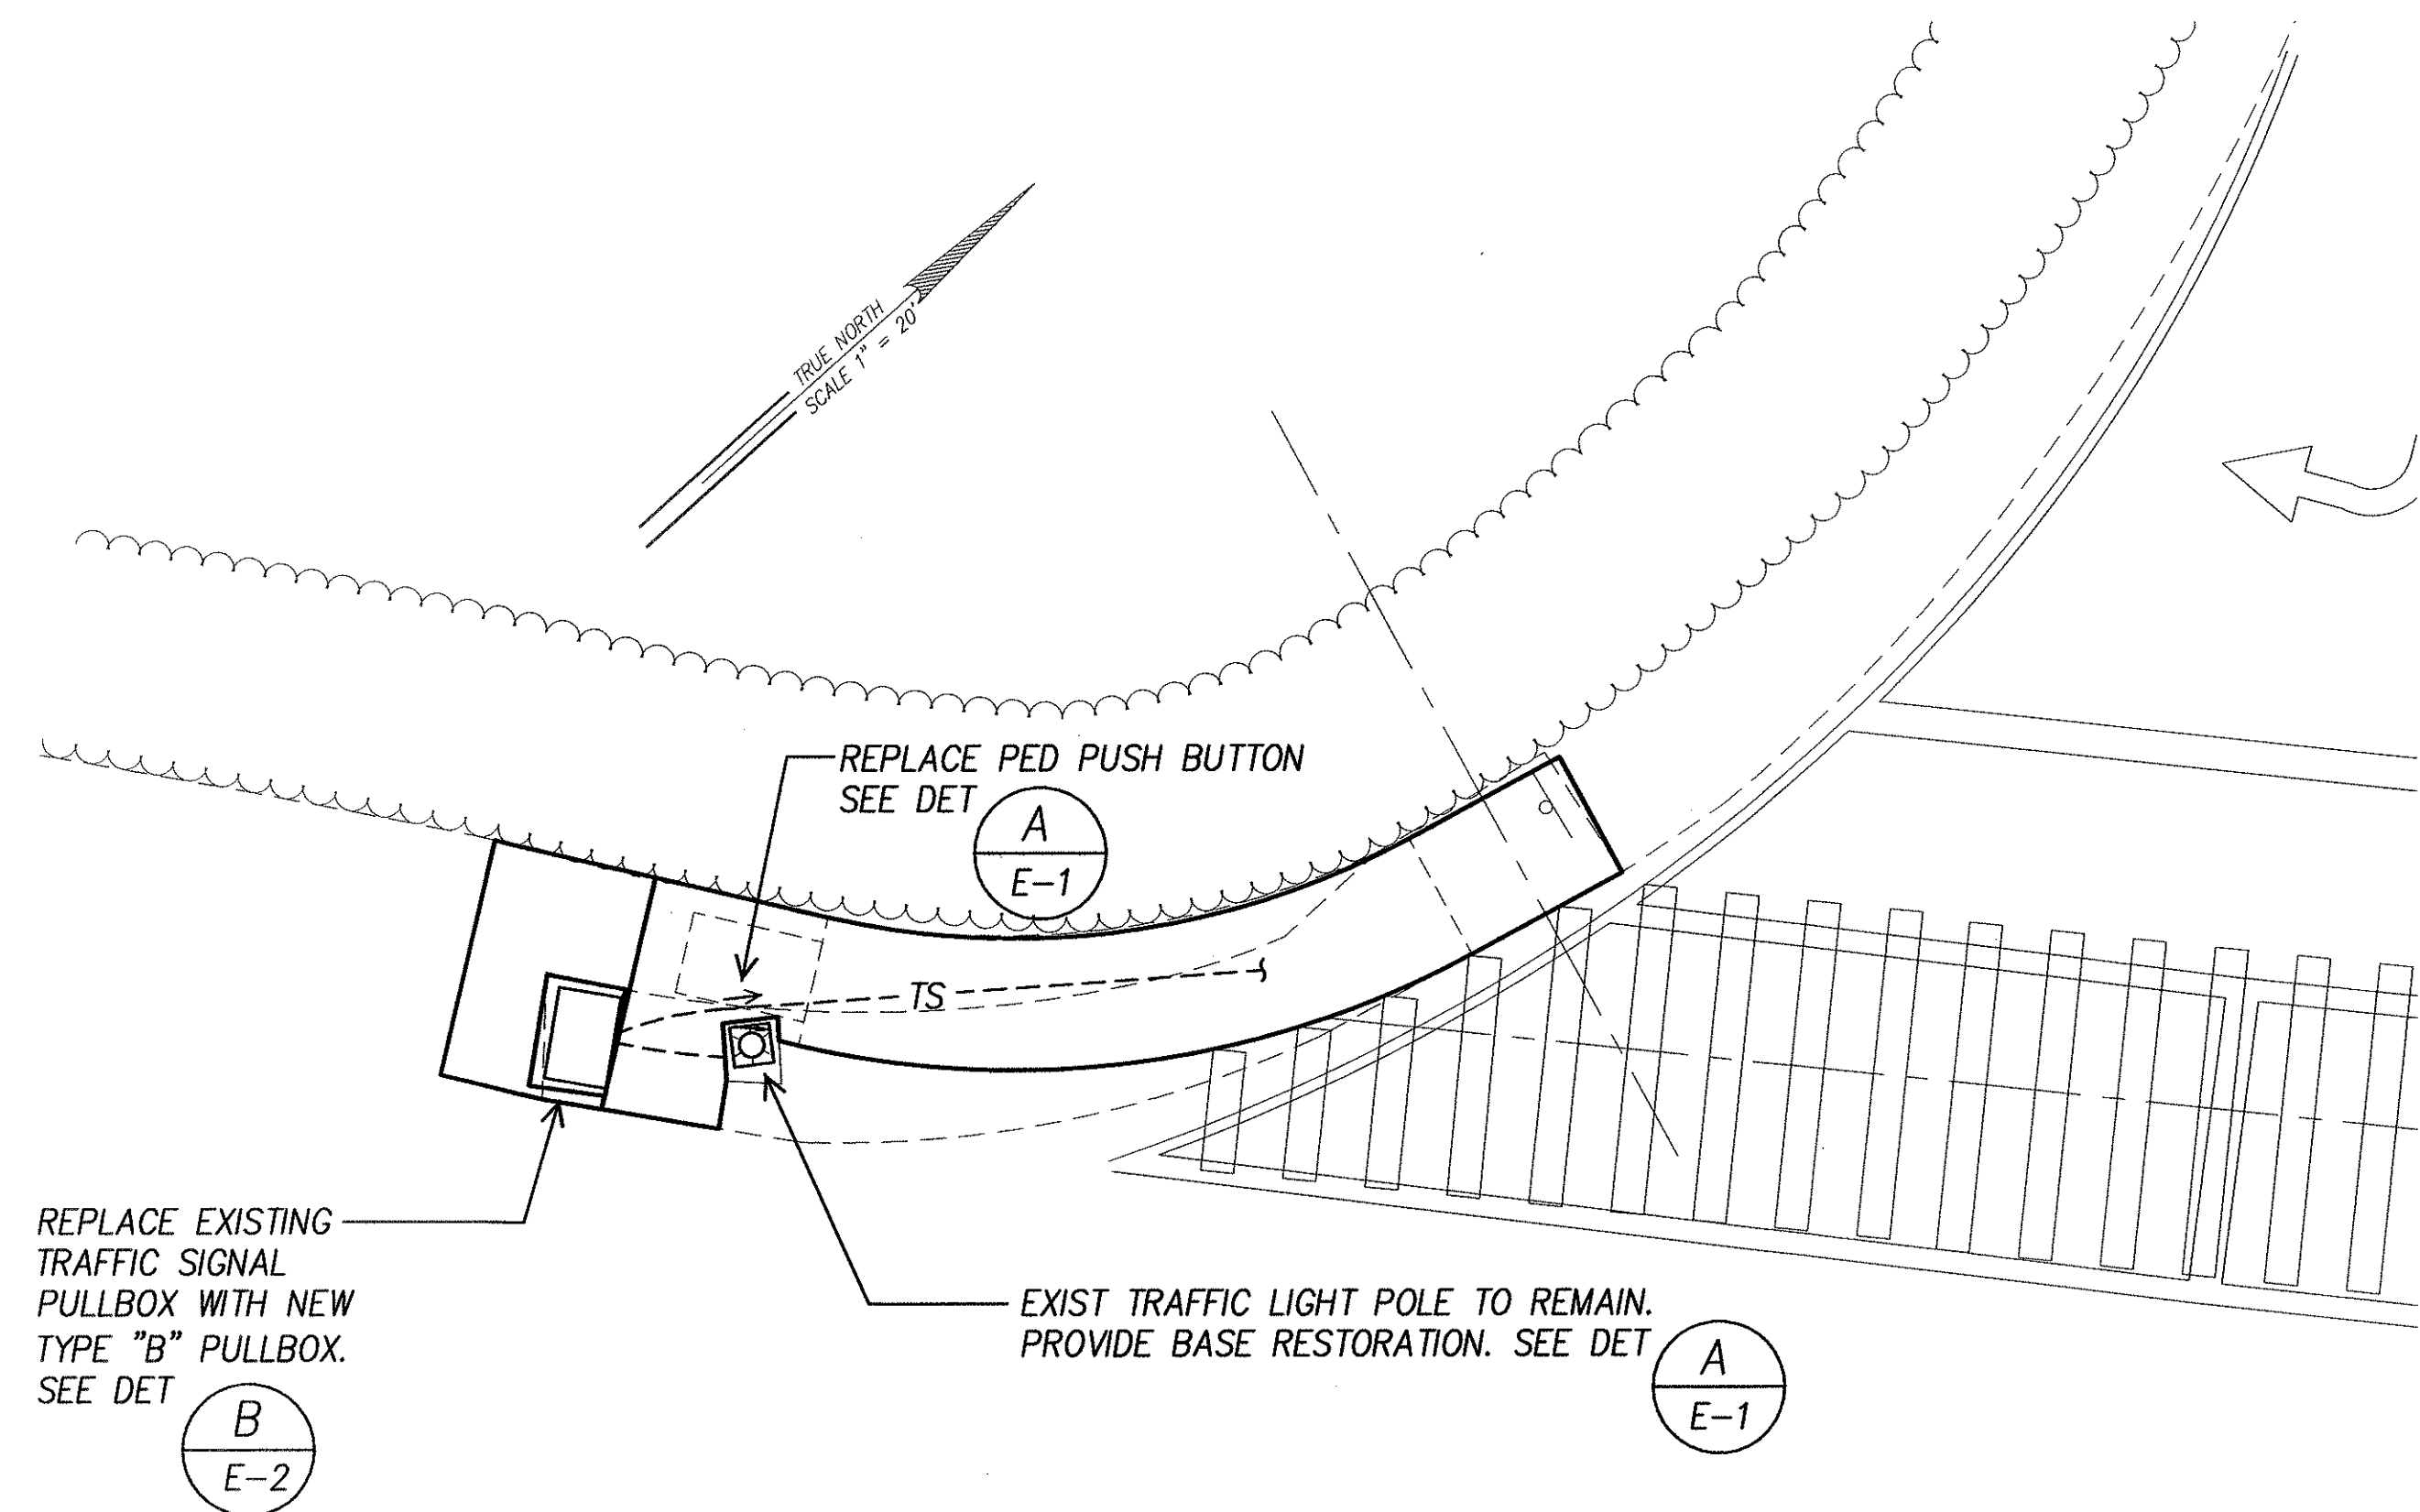 TRUE NORTH
SCALE 1" = 20'
REPLACE PED PUSH BUTTON
SEE DET
A
E-1
TS
REPLACE EXISTING
TRAFFIC SIGNAL
PULLBOX WITH NEW
TYPE "B" PULLBOX.
SEE DET
B
E-2
EXIST TRAFFIC LIGHT POLE TO REMAIN.
PROVIDE BASE RESTORATION. SEE DET
A
E-1